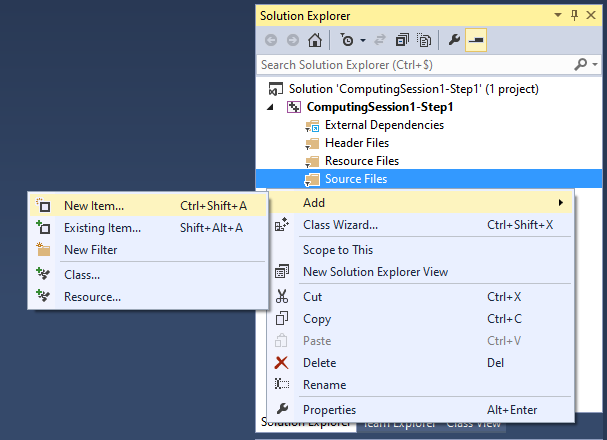 Solution Explorer
Search Solution Explorer (Ctrl+$)
Solution 'ComputingSession1-Step1' (1 project)
ComputingSession1-Step1
External Dependencies
Header Files
Resource Files
Source Files
Add
Class Wizard... Ctrl+Shift+X
Scope to This
New Solution Explorer View
Cut Ctrl+X
Copy Ctrl+C
Paste Ctrl+V
Delete Del
Rename
Properties Alt+Enter
New Item... Ctrl+Shift+A
Existing Item... Shift+Alt+A
New Filter
Class...
Resource...
Solution Explorer Team Explorer Class View